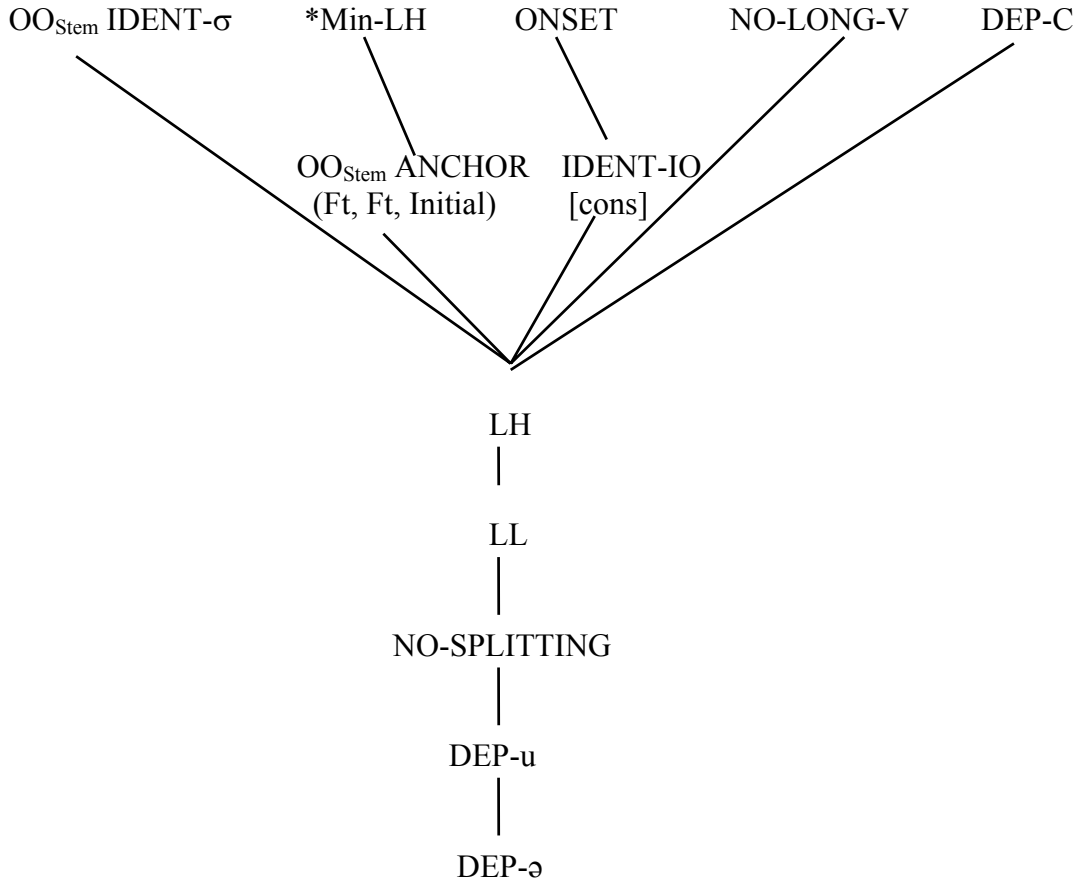 OOStem IDENT-σ *Min-LH ONSET NO-LONG-V DEP-C
OOStem ANCHOR IDENT-IO
(Ft, Ft, Initial) [cons]
LH
LL
NO-SPLITTING
DEP-u
DEP-ə